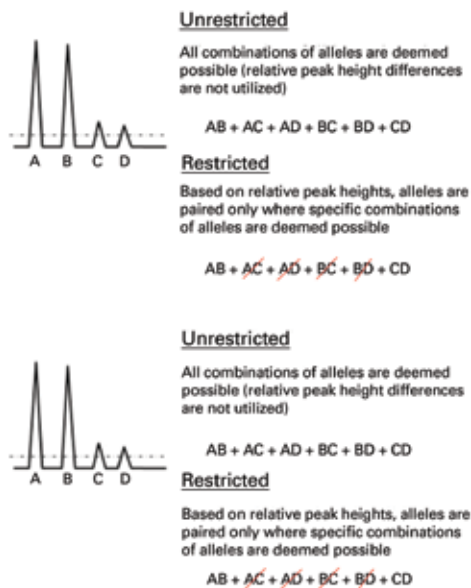 Unrestricted
All combinations of alleles are deemed
possible (relative peak height differences
are not utilized)
AB + AC + AD + BC + BD + CD
A B C D
Restricted
Based on relative peak heights, alleles are
paired only where specific combinations
of alleles are deemed possible
AB + AC + AD + BC + BD + CD
Unrestricted
All combinations of alleles are deemed
possible (relative peak height differences
are not utilized)
AB + AC + AD + BC + BD + CD
A B C D
Restricted
Based on relative peak heights, alleles are
paired only where specific combinations
of alleles are deemed possible
AB + AC + AD + BC + BD + CD